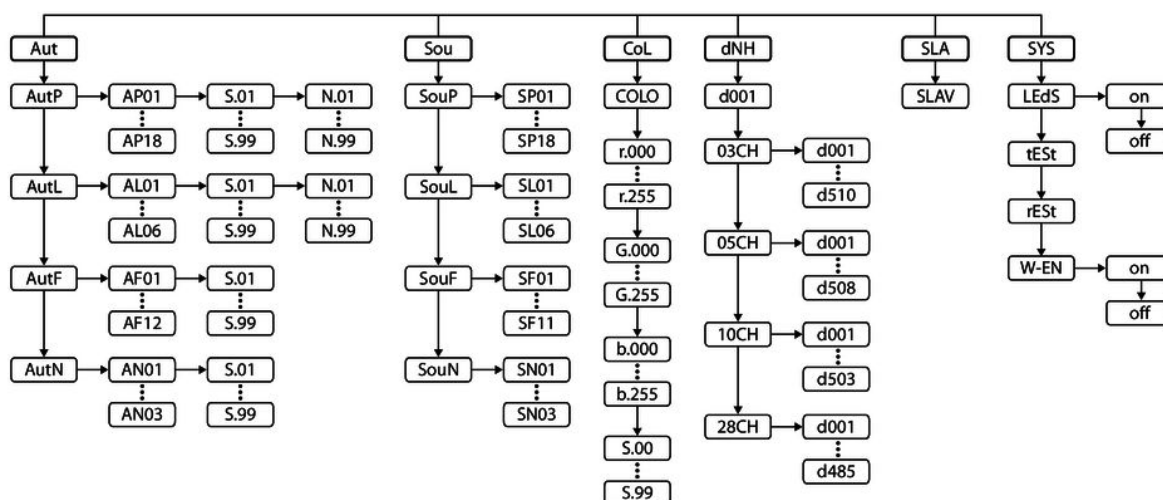 Aut Sou CoL dNH SLA SYS
AutP AP01 S.01 N.01 SouP SP01 COLO d001 SLAV LEdS on
AP18 S.99 N.99 SP18 r.000 03CH d001 tESt off
AutL AL01 S.01 N.01 SouL SL01 r.255 d510 rESt
AL06 S.99 N.99 SL06 G.000 05CH d001
AutF AF01 S.01 SouF SF01 G.255 d508 W-EN on
AF12 S.99 SF11 b.000 10CH d001 off
AutN AN01 S.01 SouN SN01 b.255 d503
AN03 S.99 SN03 S.00 28CH d001
S.99 d485